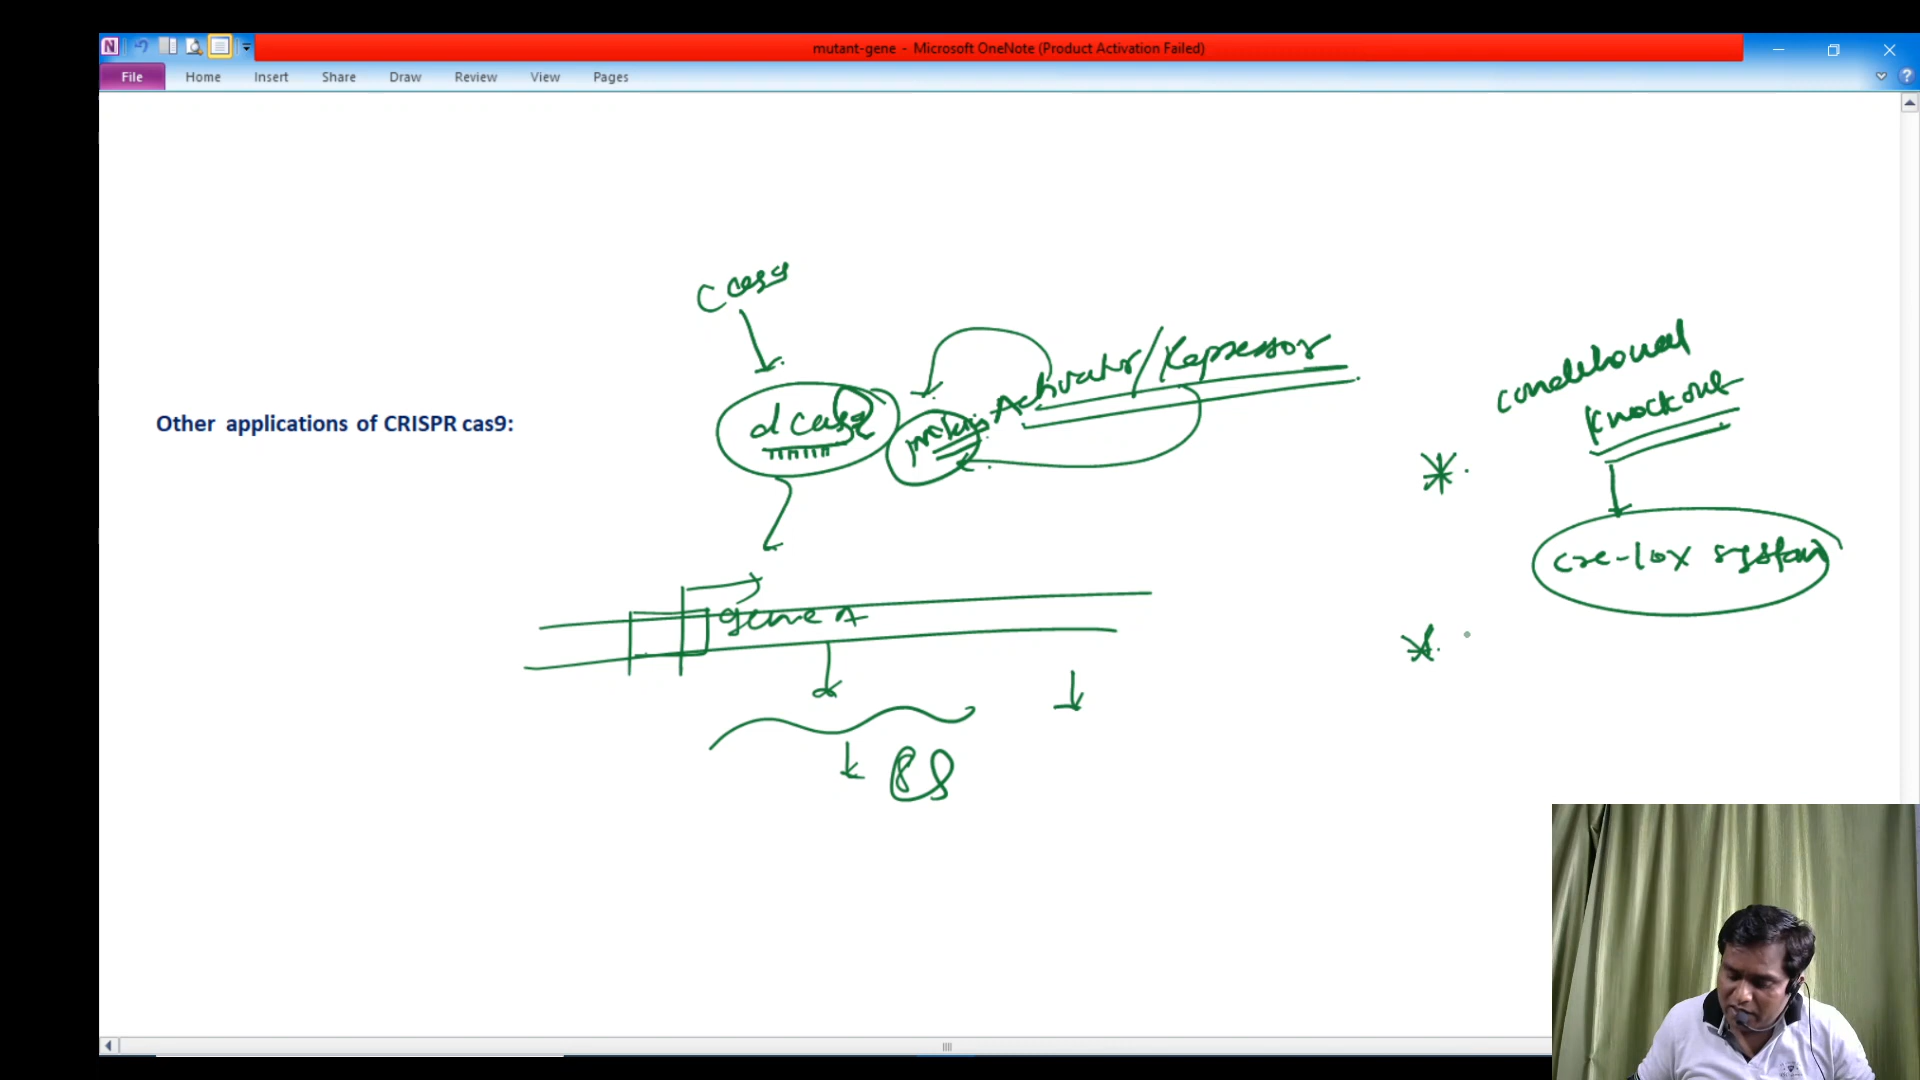 mutant-gene - Microsoft OneNote (Product Activation Failed)
File Home Insert Share Draw Review View Pages
C cas9
Activator/Repressor
conditional
knockout
d cas9
protein
Other applications of CRISPR cas9:
cre-lox system
gene A